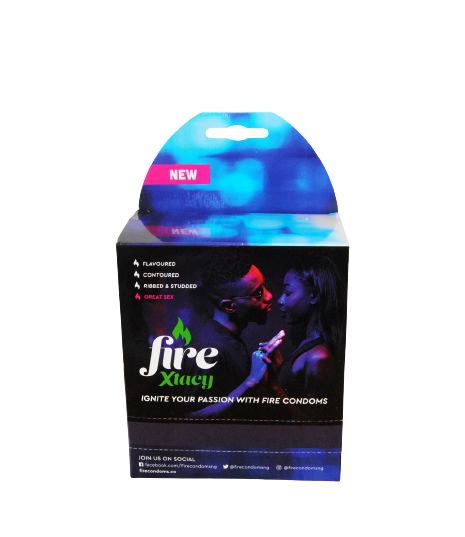 NEW
FLAVOURED
CONTOURED
RIBBED & STUDDED
GREAT SEX
fire
Xtacy
IGNITE YOUR PASSION WITH FIRE CONDOMS
JOIN US ON SOCIAL
facebook.com/firecondomsng @firecondomsng @firecondomsng
firecondoms.co